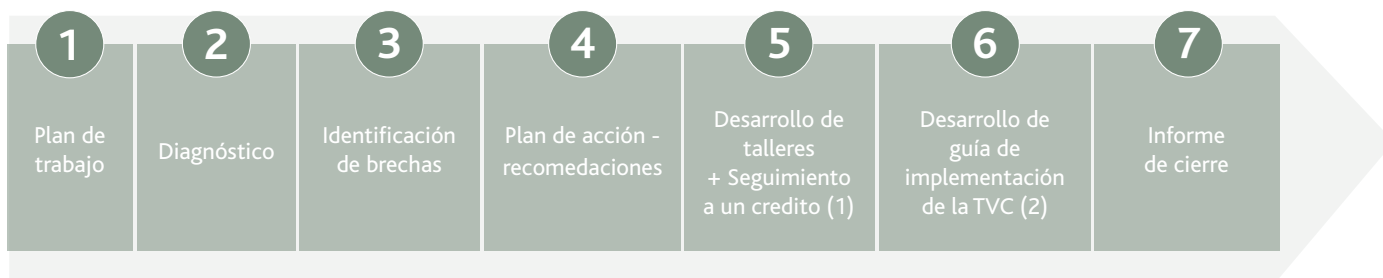 1
Plan de
trabajo
2
Diagnóstico
3
Identificación
de brechas
4
Plan de acción -
recomedaciones
5
Desarrollo de
talleres
+ Seguimiento
a un credito (1)
6
Desarrollo de
guía de
implementación
de la TVC (2)
7
Informe
de cierre